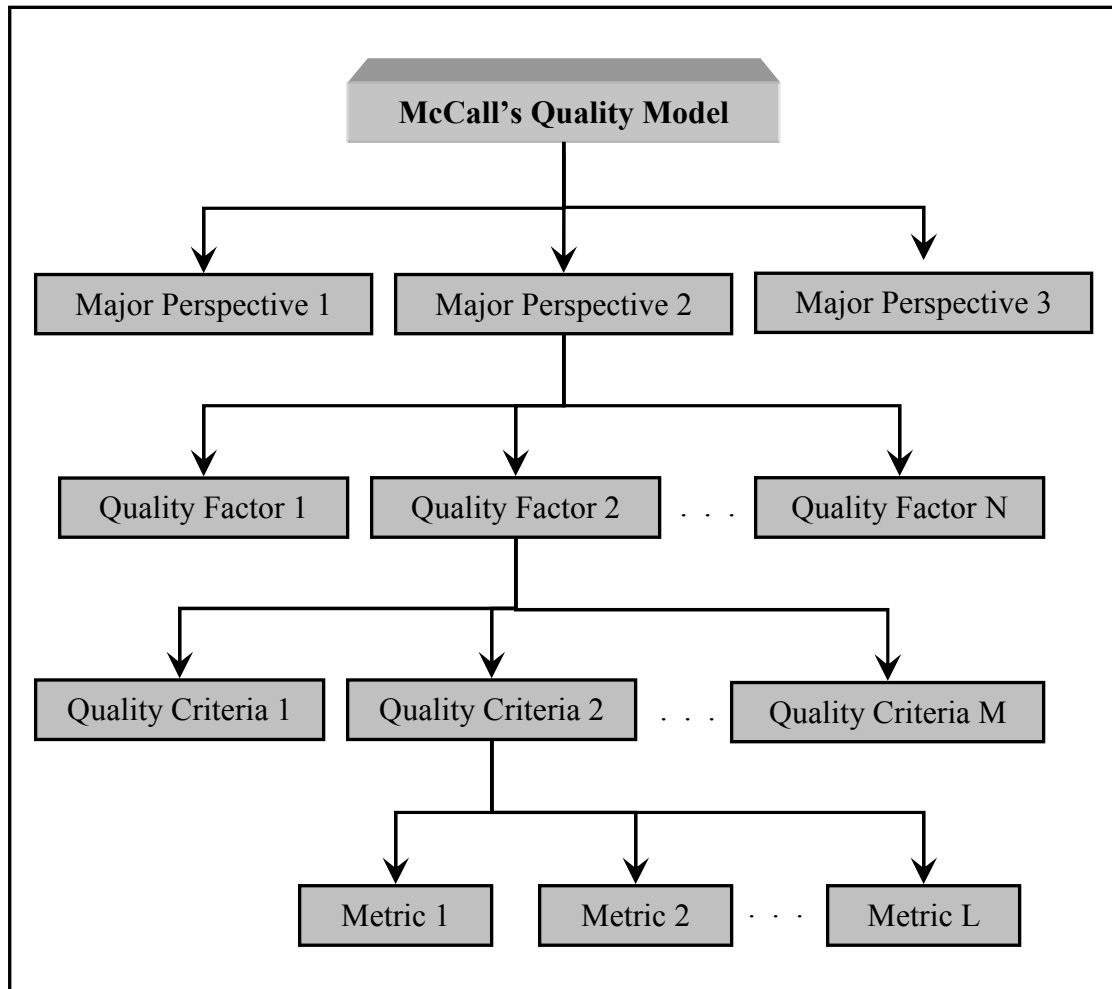 McCall’s Quality Model
Major Perspective 1
Major Perspective 2
Major Perspective 3
Quality Factor 1
Quality Factor 2
. . .
Quality Factor N
Quality Criteria 1
Quality Criteria 2
. . .
Quality Criteria M
Metric 1
Metric 2
. . .
Metric L